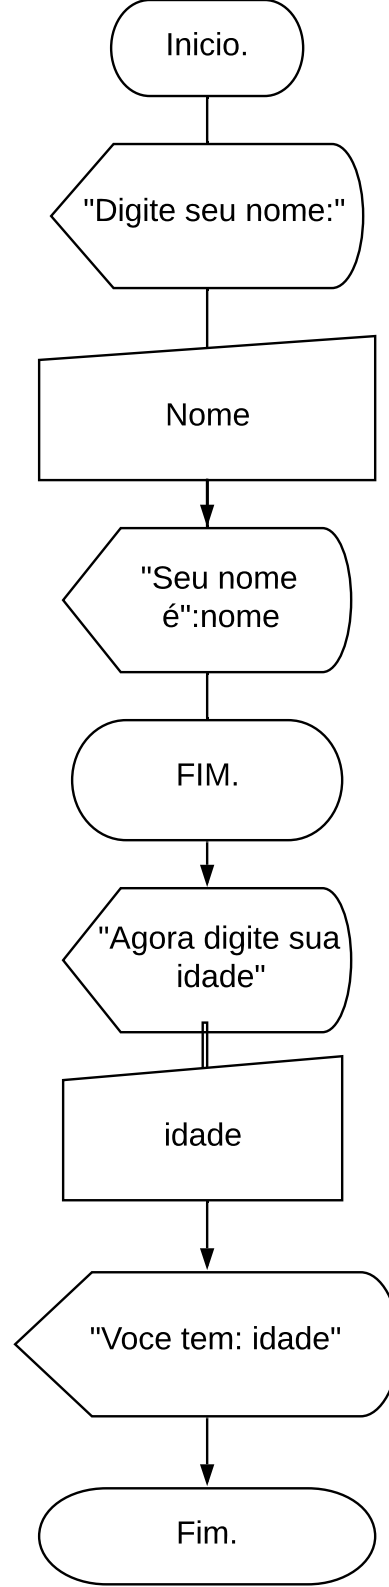 Inicio.
"Digite seu nome:"
Nome
"Seu nome
é":nome
FIM.
"Agora digite sua
idade"
idade
"Voce tem: idade"
Fim.